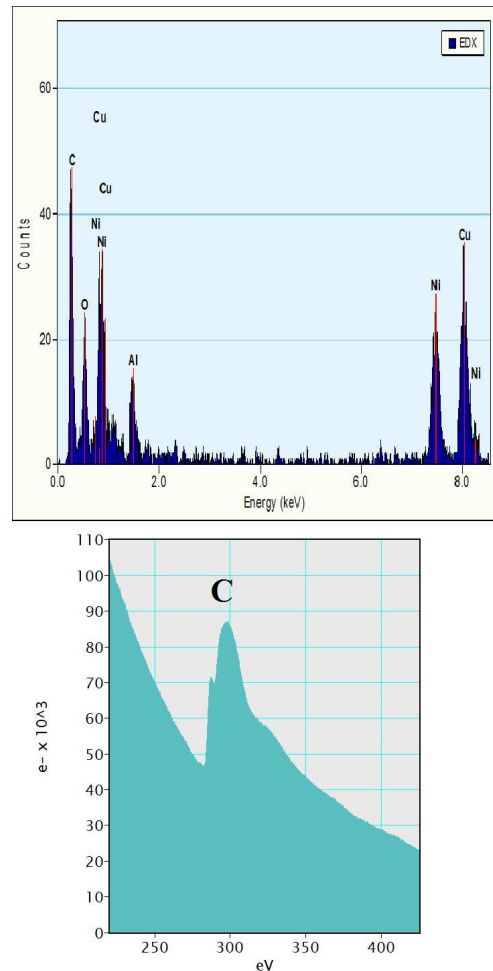 EDX
60
Cu
C
40
Cu
Ni
Ni
Cu
O
Ni
20
Al
Ni
0
0.0 2.0 4.0 6.0 8.0
Energy (keV)
Counts
110
100
C
90
80
70
60
50
40
30
20
10
0
250 300 350 400
eV
e- x 10^3